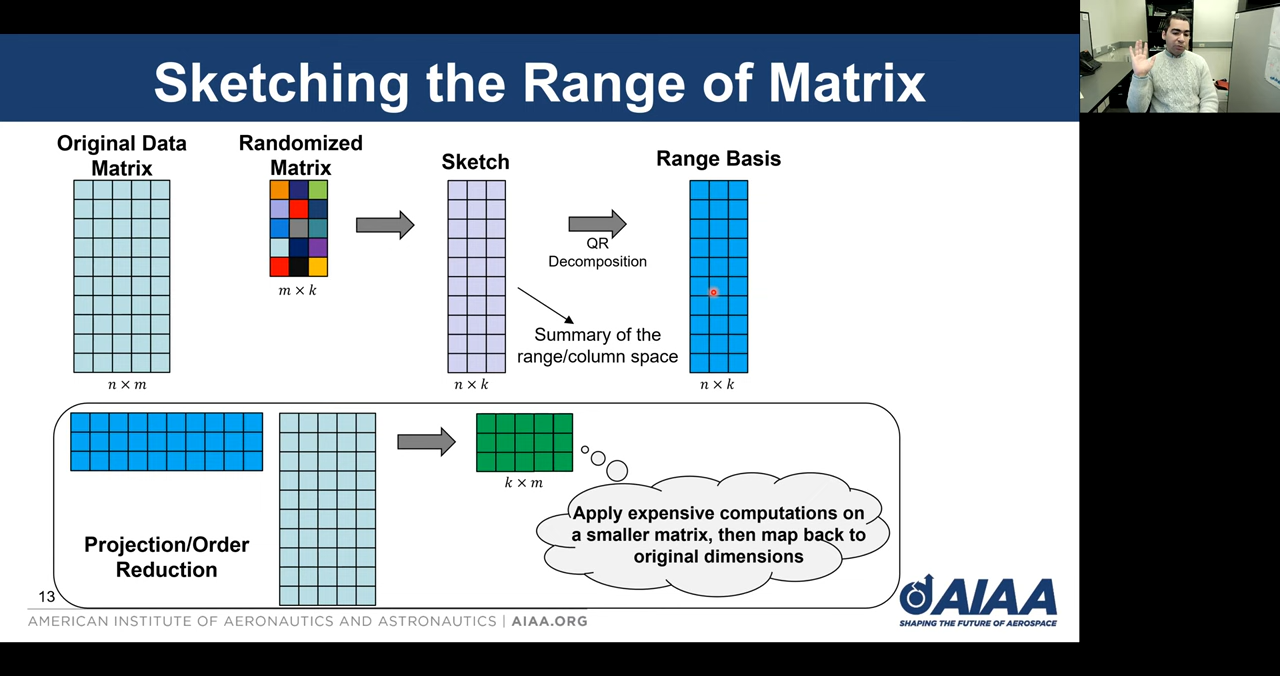 Sketching the Range of Matrix
Original Data
Matrix
Randomized
Matrix
Sketch
Range Basis
QR
Decomposition
m × k
Summary of the
range/column space
n × m
n × k
n × k
k × m
Apply expensive computations on
a smaller matrix, then map back to
original dimensions
Projection/Order
Reduction
13
AMERICAN INSTITUTE OF AERONAUTICS AND ASTRONAUTICS | AIAA.ORG
AIAA
SHAPING THE FUTURE OF AEROSPACE